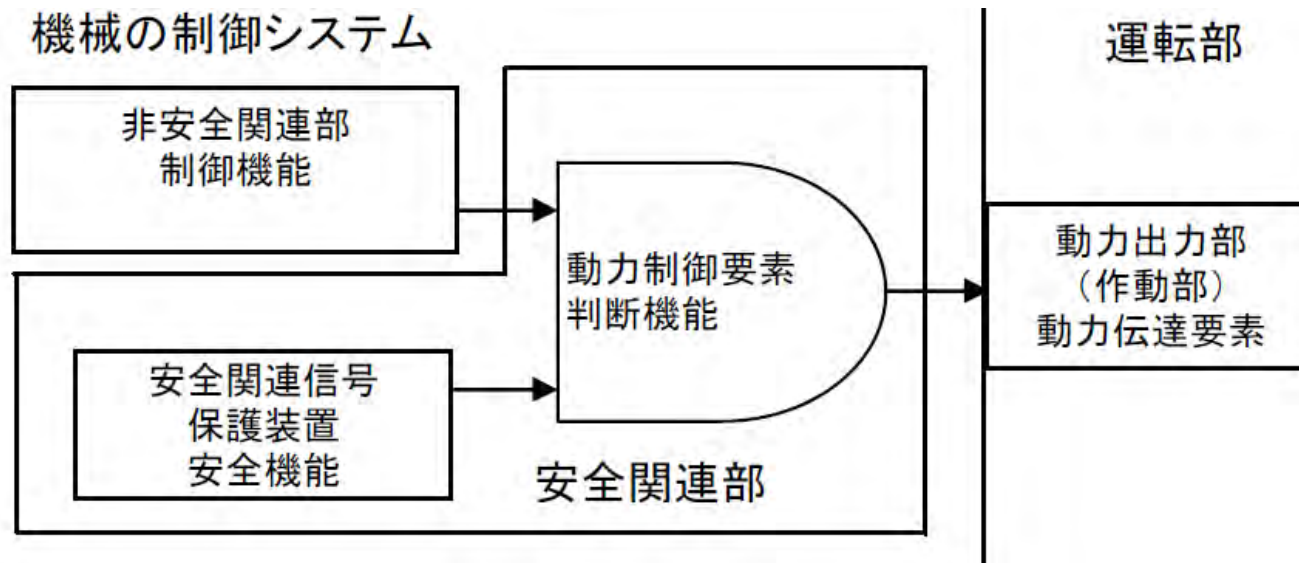 機械の制御システム
運転部
非安全関連部
制御機能
動力制御要素
判断機能
動力出力部
（作動部）
動力伝達要素
安全関連信号
保護装置
安全機能
安全関連部